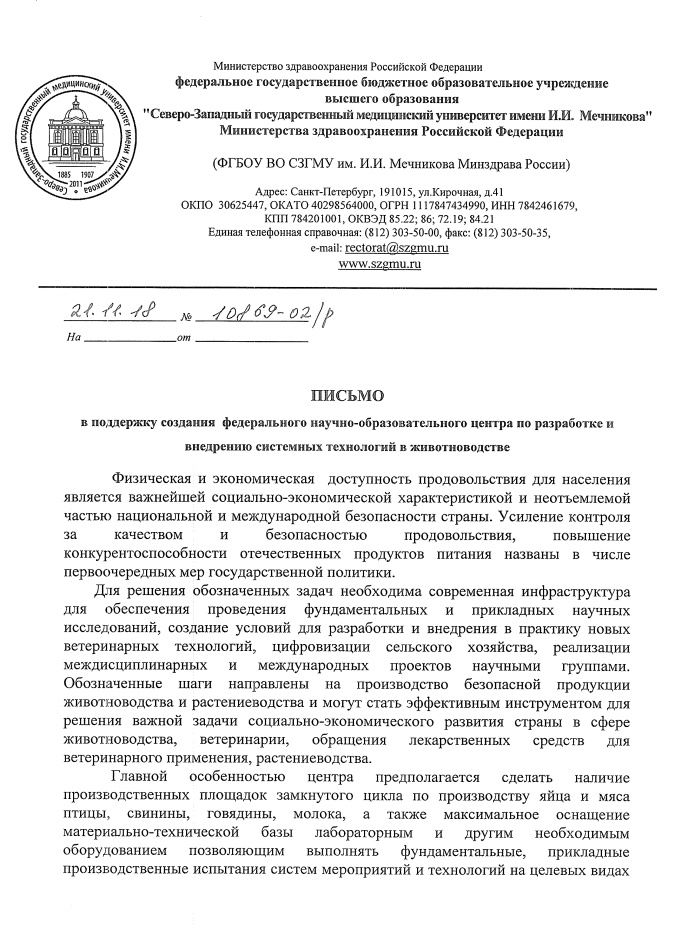 Министерство здравоохранения Российской Федерации
федеральное государственное бюджетное образовательное учреждение
высшего образования
"Северо-Западный государственный медицинский университет имени И.И. Мечникова"
Министерства здравоохранения Российской Федерации
(ФГБОУ ВО СЗГМУ им. И.И. Мечникова Минздрава России)
Северо-Западный государственный медицинский университет имени И.И.Мечникова
1885 1907
2011
Адрес: Санкт-Петербург, 191015, ул.Кирочная, д.41
ОКПО 30625447, ОКАТО 40298564000, ОГРН 1117847434990, ИНН 7842461679,
КПП 784201001, ОКВЭД 85.22; 86; 72.19; 84.21
Единая телефонная справочная: (812) 303-50-00, факс: (812) 303-50-35,
e-mail: rectorat@szgmu.ru
www.szgmu.ru
21.11.18 № 10869-02/р
На от
ПИСЬМО
в поддержку создания федерального научно-образовательного центра по разработке и
внедрению системных технологий в животноводстве
Физическая и экономическая доступность продовольствия для населения
является важнейшей социально-экономической характеристикой и неотъемлемой
частью национальной и международной безопасности страны. Усиление контроля
за качеством и безопасностью продовольствия, повышение
конкурентоспособности отечественных продуктов питания названы в числе
первоочередных мер государственной политики.
Для решения обозначенных задач необходима современная инфраструктура
для обеспечения проведения фундаментальных и прикладных научных
исследований, создание условий для разработки и внедрения в практику новых
ветеринарных технологий, цифровизации сельского хозяйства, реализации
междисциплинарных и международных проектов научными группами.
Обозначенные шаги направлены на производство безопасной продукции
животноводства и растениеводства и могут стать эффективным инструментом для
решения важной задачи социально-экономического развития страны в сфере
животноводства, ветеринарии, обращения лекарственных средств для
ветеринарного применения, растениеводства.
Главной особенностью центра предполагается сделать наличие
производственных площадок замкнутого цикла по производству яйца и мяса
птицы, свинины, говядины, молока, а также максимальное оснащение
материально-технической базы лабораторным и другим необходимым
оборудованием позволяющим выполнять фундаментальные, прикладные
производственные испытания систем мероприятий и технологий на целевых видах